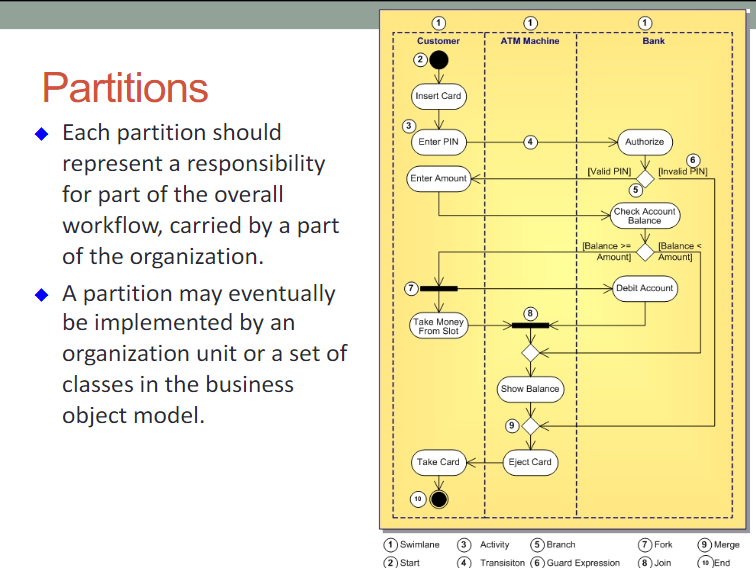 Partitions
◆ Each partition should
represent a responsibility
for part of the overall
workflow, carried by a part
of the organization.
◆ A partition may eventually
be implemented by an
organization unit or a set of
classes in the business
object model.
1 1 1
Customer ATM Machine Bank
2
Insert Card
3
Enter PIN 4 Authorize
6
Enter Amount [Valid PIN] [Invalid PIN]
5
Check Account
Balance
[Balance >= [Balance <
Amount] Amount]
7 Debit Account
8
Take Money
From Slot
Show Balance
9
Take Card Eject Card
10
1 Swimlane 3 Activity 5 Branch 7 Fork 9 Merge
2 Start 4 Transisiton 6 Guard Expression 8 Join 10 End